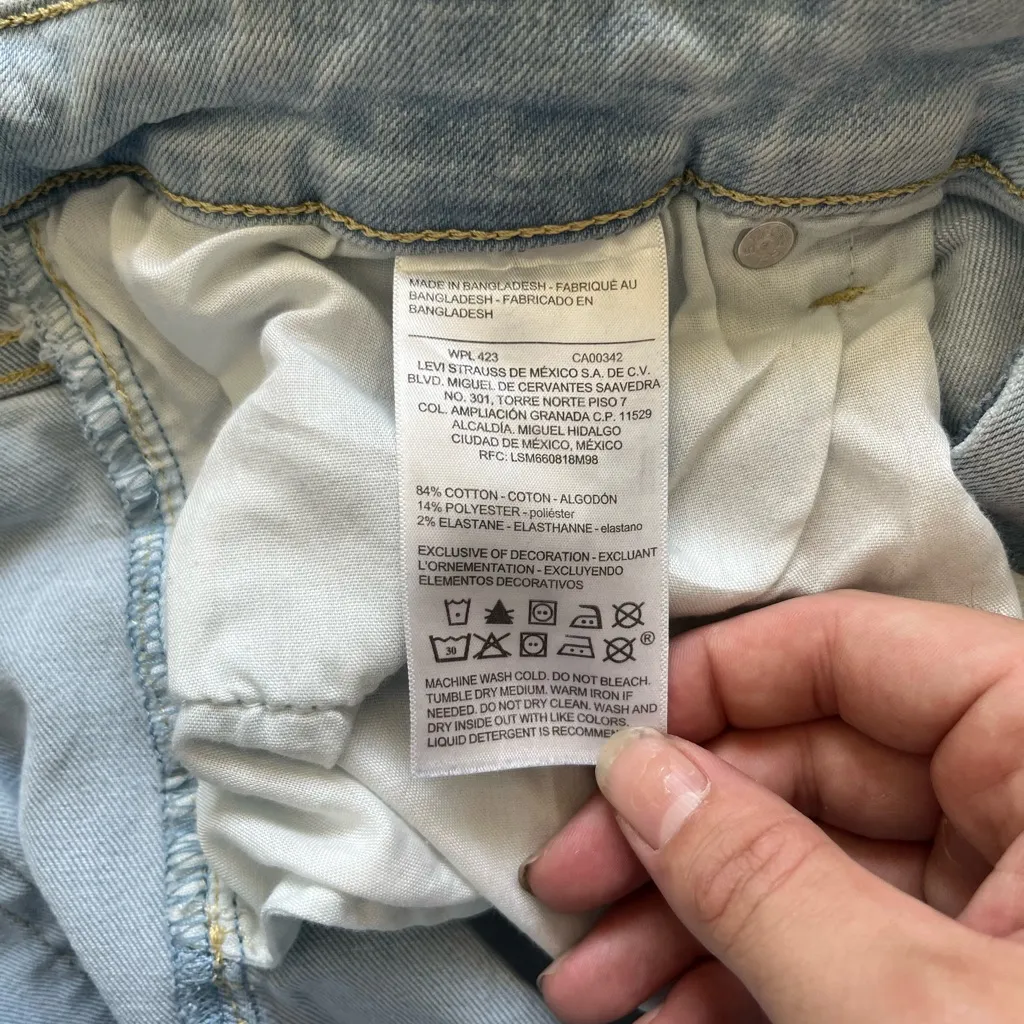 MADE IN BANGLADESH - FABRIQUÉ AU
BANGLADESH - FABRICADO EN
BANGLADESH
WPL 423 CA00342
LEVI STRAUSS DE MÉXICO S.A. DE C.V.
BLVD. MIGUEL DE CERVANTES SAAVEDRA
NO. 301, TORRE NORTE PISO 7
COL. AMPLIACIÓN GRANADA C.P. 11529
ALCALDÍA. MIGUEL HIDALGO
CIUDAD DE MÉXICO, MÉXICO
RFC: LSM660818M98
84% COTTON - COTON - ALGODÓN
14% POLYESTER - poliéster
2% ELASTANE - ELASTHANNE - elastano
EXCLUSIVE OF DECORATION - EXCLUANT
L'ORNEMENTATION - EXCLUYENDO
ELEMENTOS DECORATIVOS
30 ®
MACHINE WASH COLD. DO NOT BLEACH.
TUMBLE DRY MEDIUM. WARM IRON IF
NEEDED. DO NOT DRY CLEAN. WASH AND
DRY INSIDE OUT WITH LIKE COLORS.
LIQUID DETERGENT IS